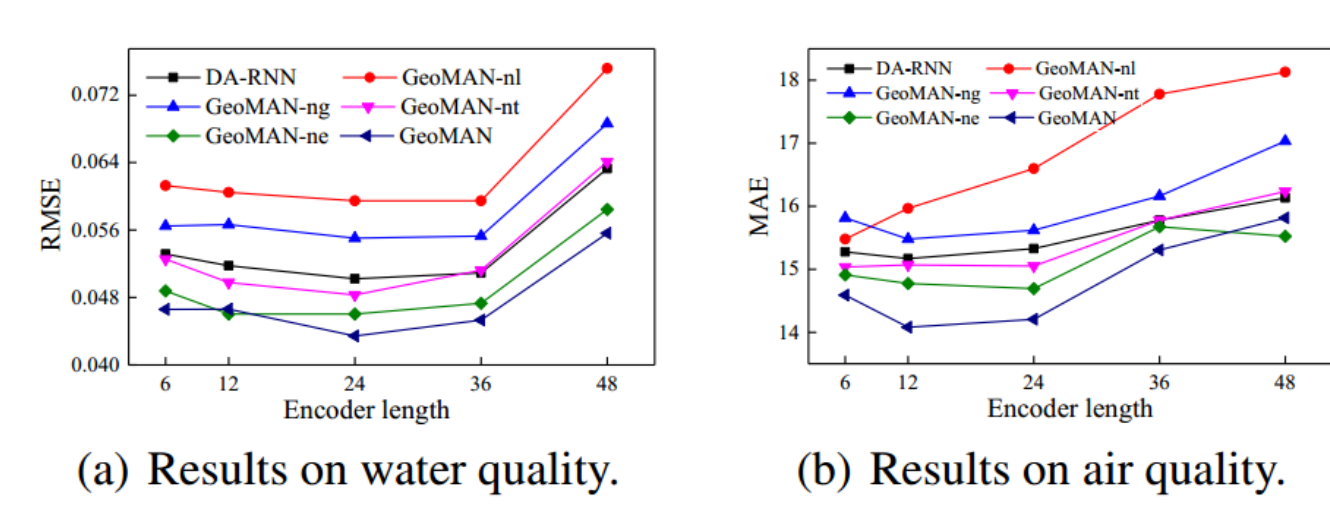 DA-RNN GeoMAN-nl
GeoMAN-ng GeoMAN-nt
GeoMAN-ne GeoMAN
0.072
0.064
0.056
0.048
0.040
RMSE
6 12 24 36 48
Encoder length
(a) Results on water quality.
DA-RNN GeoMAN-nl
GeoMAN-ng GeoMAN-nt
GeoMAN-ne GeoMAN
18
17
16
15
14
MAE
6 12 24 36 48
Encoder length
(b) Results on air quality.